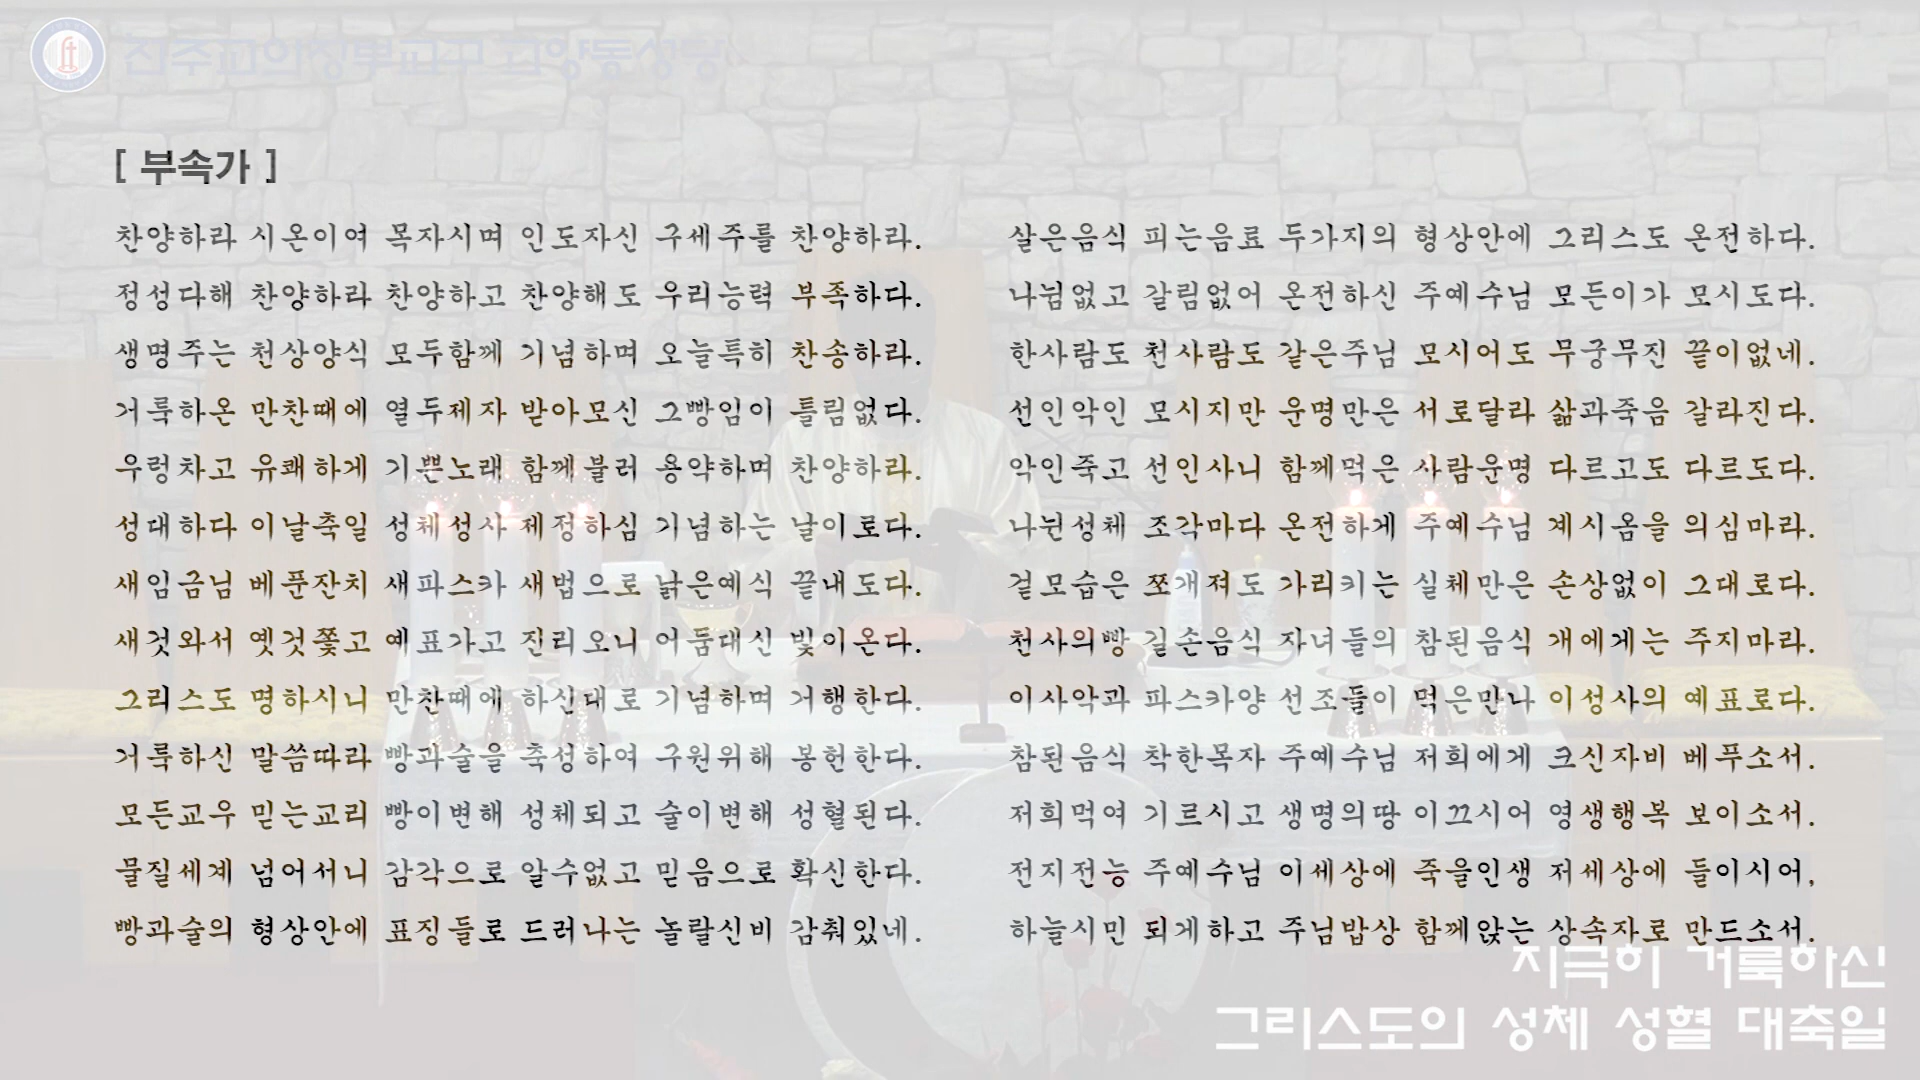 천주교의정부교구 고양동성당
[ 부속가 ]
찬양하라 시온이여 목자시며 인도자신 구세주를 찬양하라.
정성다해 찬양하라 찬양하고 찬양해도 우리능력 부족하다.
생명주는 천상양식 모두함께 기념하며 오늘특히 찬송하라.
거룩하온 만찬때에 열두제자 받아모신 그빵임이 틀림없다.
우렁차고 유쾌하게 기쁜노래 함께불러 용약하며 찬양하라.
성대하다 이날축일 성체성사 제정하심 기념하는 날이로다.
새임금님 베푼잔치 새파스카 새법으로 낡은예식 끝내도다.
새것와서 옛것쫓고 예표가고 진리오니 어둠대신 빛이온다.
그리스도 명하시니 만찬때에 하신대로 기념하며 거행한다.
거룩하신 말씀따라 빵과술을 축성하여 구원위해 봉헌한다.
모든교우 믿는교리 빵이변해 성체되고 술이변해 성혈된다.
물질세계 넘어서니 감각으로 알수없고 믿음으로 확신한다.
빵과술의 형상안에 표징들로 드러나는 놀랄신비 감춰있네.
살은음식 피는음료 두가지의 형상안에 그리스도 온전하다.
나뉨없고 갈림없어 온전하신 주예수님 모든이가 모시도다.
한사람도 천사람도 같은주님 모시어도 무궁무진 끝이없네.
선인악인 모시지만 운명만은 서로달라 삶과죽음 갈라진다.
악인죽고 선인사니 함께먹은 사람운명 다르고도 다르도다.
나뉜성체 조각마다 온전하게 주예수님 계시옴을 의심마라.
겉모습은 쪼개져도 가리키는 실체만은 손상없이 그대로다.
천사의빵 길손음식 자녀들의 참된음식 개에게는 주지마라.
이사악과 파스카양 선조들이 먹은만나 이성사의 예표로다.
참된음식 착한목자 주예수님 저희에게 크신자비 베푸소서.
저희먹여 기르시고 생명의땅 이끄시어 영생행복 보이소서.
전지전능 주예수님 이세상에 죽을인생 저세상에 들이시어,
하늘시민 되게하고 주님밥상 함께앉는 상속자로 만드소서.
지극히 거룩하신
그리스도의 성체 성혈 대축일